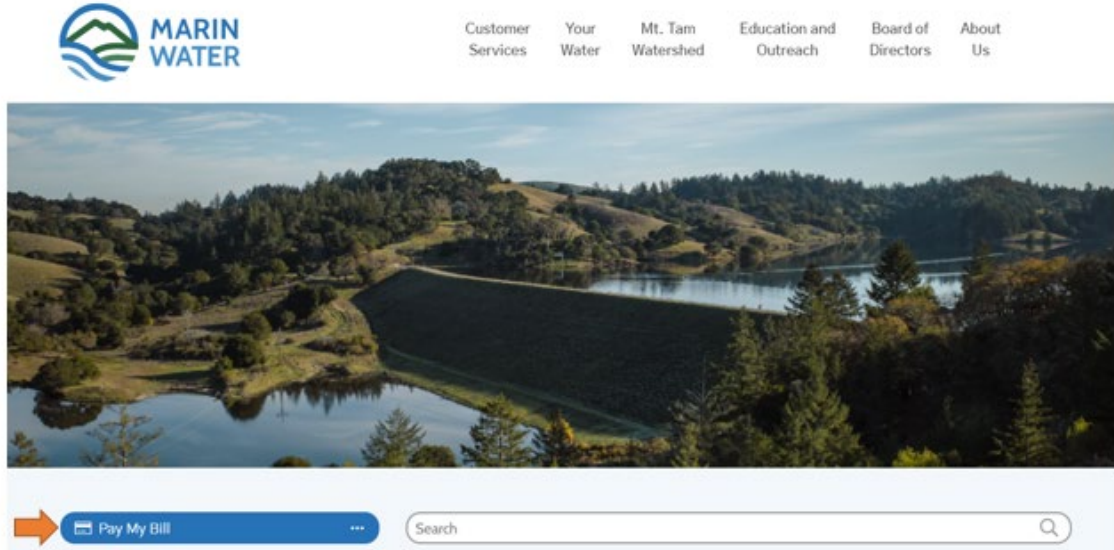 MARIN
WATER
Customer
Services
Your
Water
Mt. Tam
Watershed
Education and
Outreach
Board of
Directors
About
Us
Pay My Bill
Search